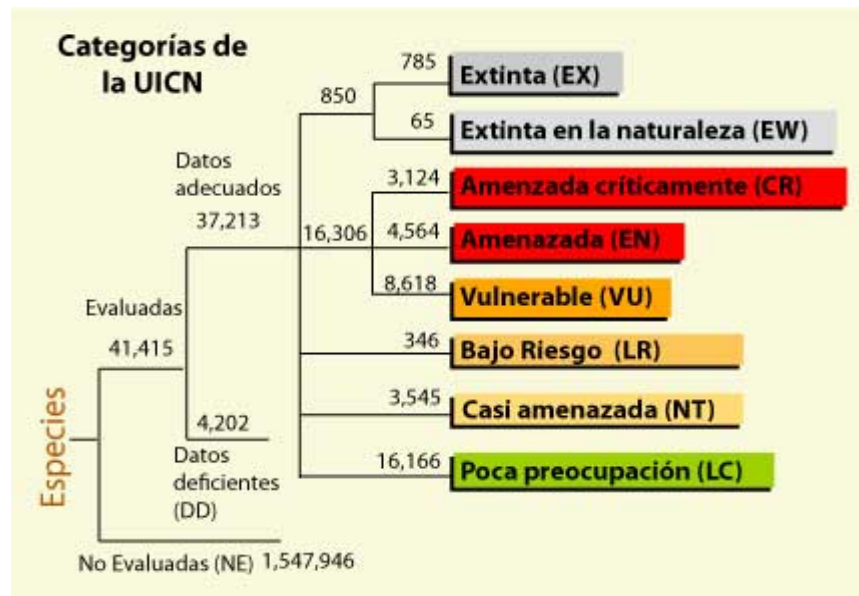 Categorías de
la UICN
785
Extinta (EX)
850
65
Extinta en la naturaleza (EW)
Datos
adecuados
37,213
3,124
Amenzada críticamente (CR)
16,306
4,564
Amenazada (EN)
8,618
Vulnerable (VU)
Evaluadas
41,415
346
Bajo Riesgo (LR)
3,545
Casi amenazada (NT)
4,202
Datos
deficientes
(DD)
16,166
Poca preocupación (LC)
Especies
No Evaluadas (NE) 1,547,946